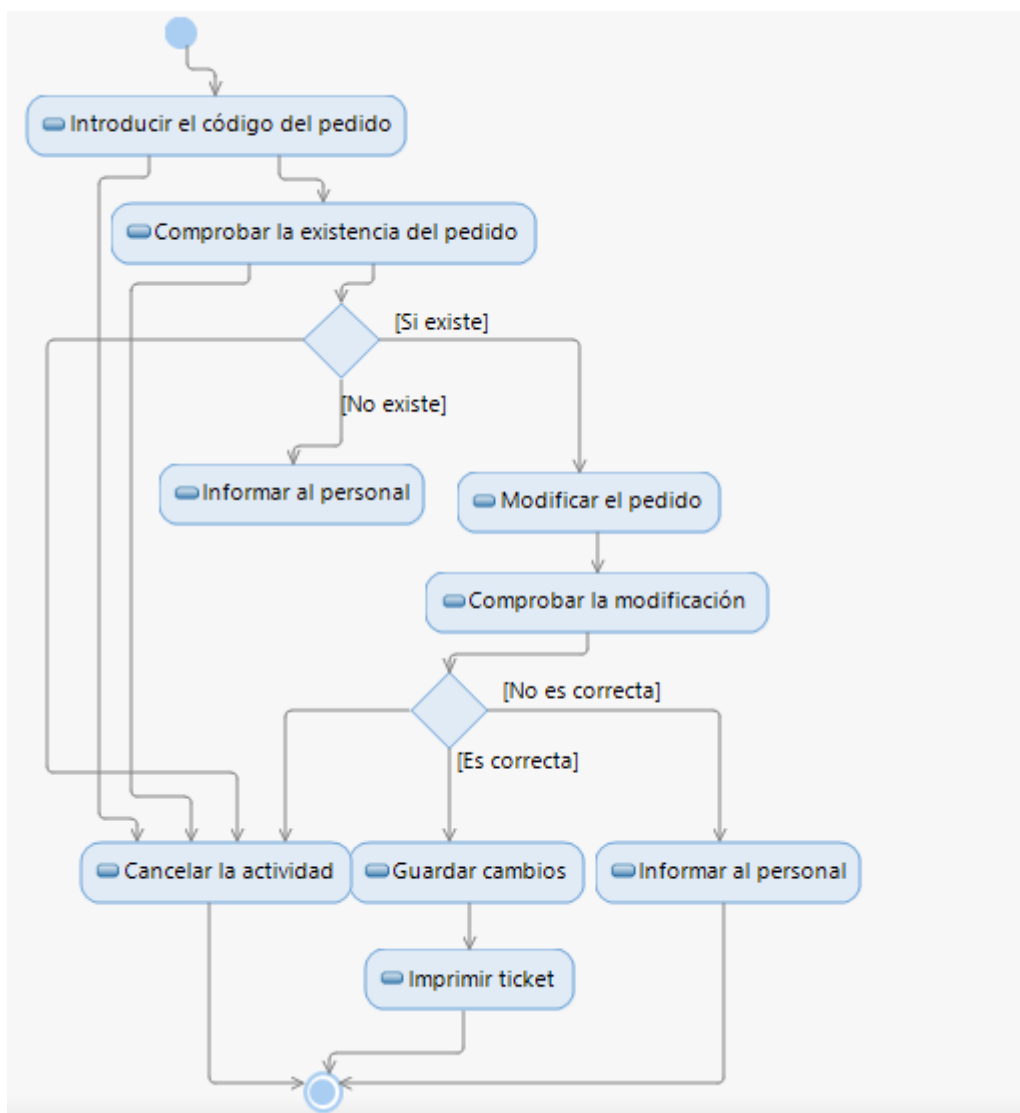 Introducir el código del pedido
Comprobar la existencia del pedido
[Si existe]
[No existe]
Informar al personal
Modificar el pedido
Comprobar la modificación
[No es correcta]
[Es correcta]
Cancelar la actividad
Guardar cambios
Informar al personal
Imprimir ticket